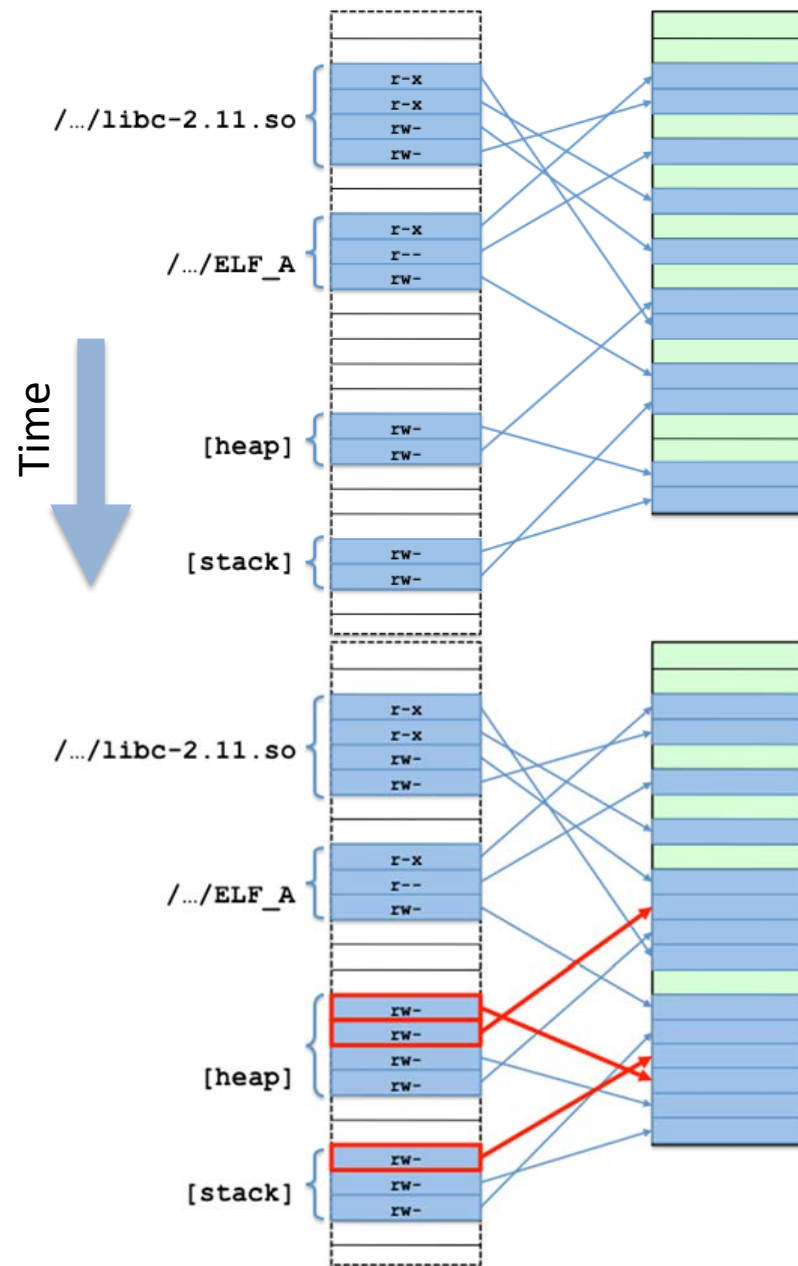 r-x
r-x
/…/libc-2.11.so
rw-
rw-
r-x
r--
/…/ELF_A
rw-
Time
rw-
[heap]
rw-
rw-
[stack]
rw-
r-x
r-x
/…/libc-2.11.so
rw-
rw-
r-x
r--
/…/ELF_A
rw-
rw-
rw-
[heap]
rw-
rw-
rw-
[stack]
rw-
rw-